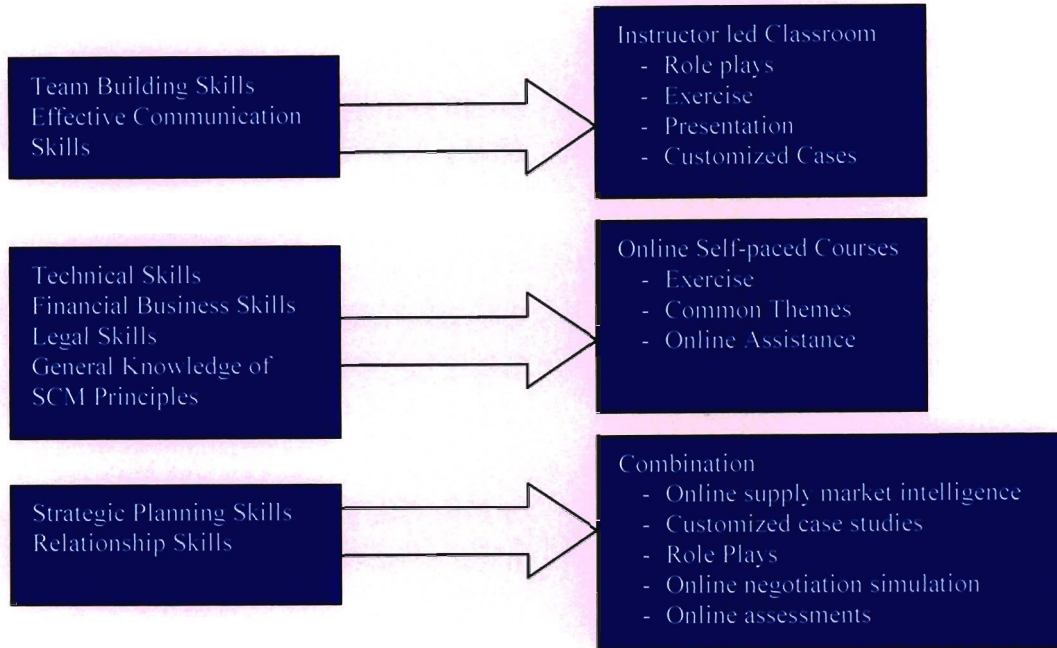 Team Building Skills
Effective Communication
Skills
Instructor led Classroom
- Role plays
- Exercise
- Presentation
- Customized Cases
Technical Skills
Financial Business Skills
Legal Skills
General Knowledge of
SCM Principles
Online Self-paced Courses
- Exercise
- Common Themes
- Online Assistance
Strategic Planning Skills
Relationship Skills
Combination
- Online supply market intelligence
- Customized case studies
- Role Plays
- Online negotiation simulation
- Online assessments